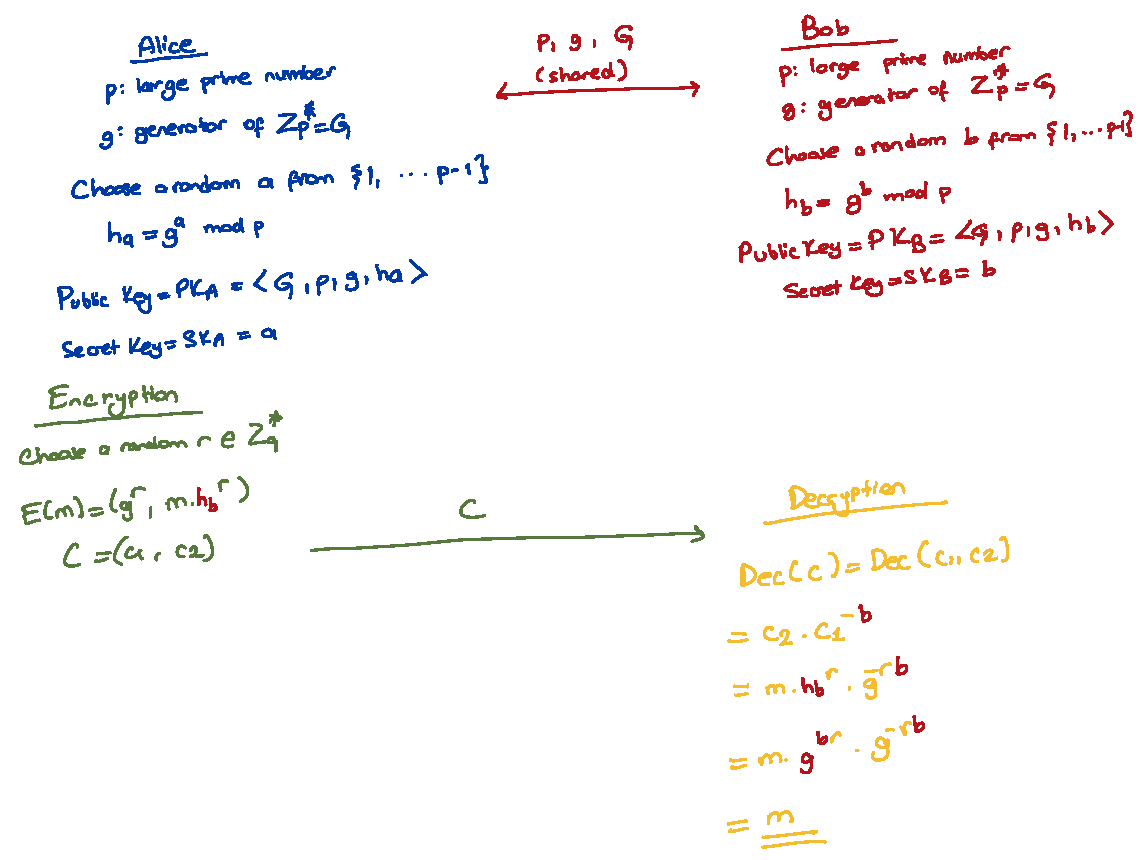 Alice
p: large prime number
g: generator of Zp* = G
Choose a random a from {1, ... p-1}
ha = g^a mod p
Public Key = PKA = <G, p, g, ha>
Secret Key = SKA = a
p, g, G
(shared)
Bob
p: large prime number
g: generator of Zp* = G
Choose a random b from {1, ... p-1}
hb = g^b mod p
Public Key = PKB = <G, p, g, hb>
Secret Key = SKB = b
Encryption
Choose a random r e Zq*
E(m) = (g^r, m.hb^r)
C = (c1, c2)
C
Decryption
Dec(c) = Dec(c1, c2)
= c2 . c1^-b
= m . hb^r . g^-rb
= m. g^br . g^-rb
= m